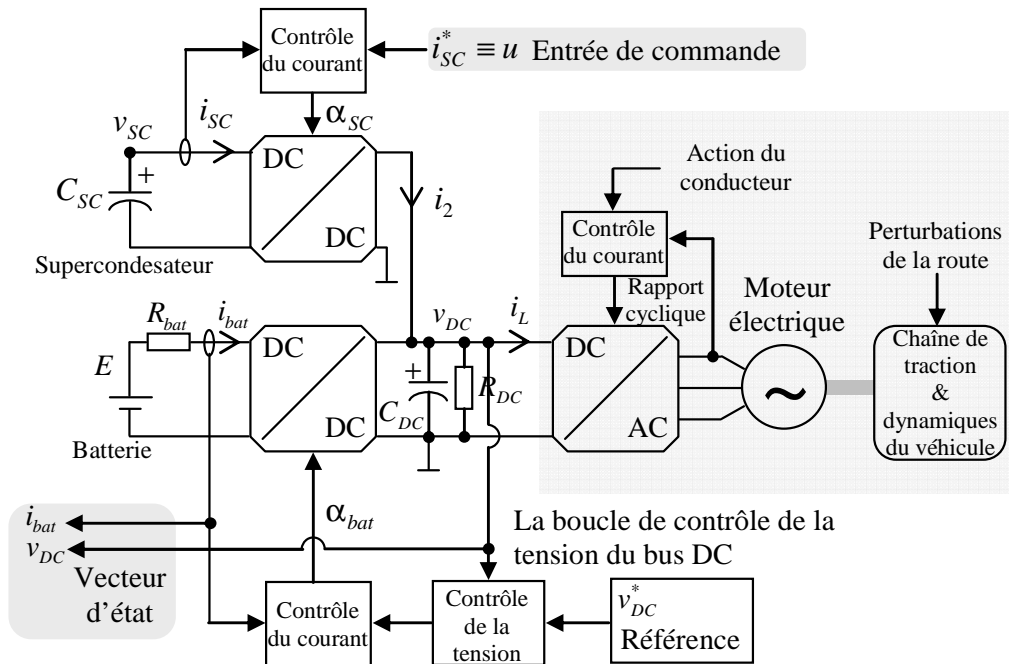 Contrôle
du courant
i*SC ≡ u Entrée de commande
αSC
iSC
vSC
+
CSC
DC
DC
i2
Supercondesateur
Action du
conducteur
Contrôle
du courant
Rapport
cyclique
Perturbations
de la route
Moteur
électrique
Rbat
ibat
E
Batterie
DC
DC
vDC
iL
+
CDC
RDC
DC
AC
~
Chaîne de
traction
&
dynamiques
du véhicule
ibat
vDC
Vecteur
d’état
αbat
La boucle de contrôle de la
tension du bus DC
Contrôle
du courant
Contrôle
de la
tension
v*DC
Référence